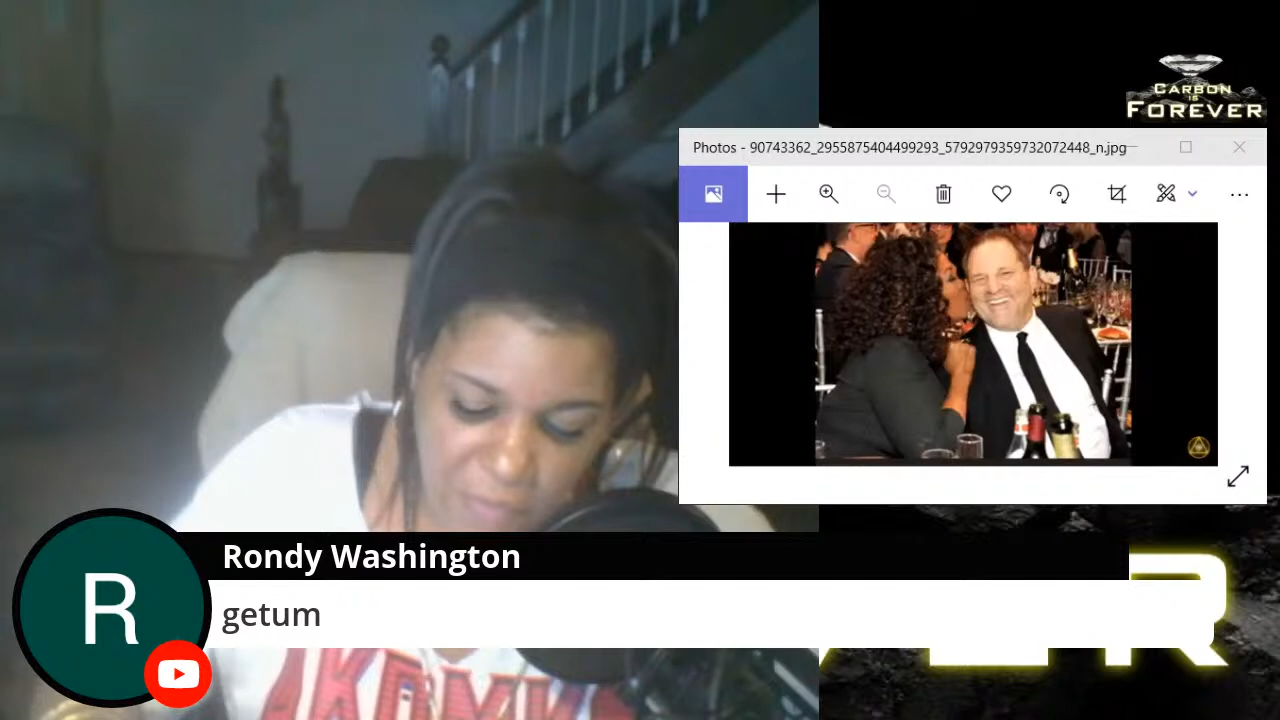 CARBON
IS
FOREVER
Photos - 90743362_2955875404499293_5792979359732072448_n.jpg
R
Rondy Washington
getum